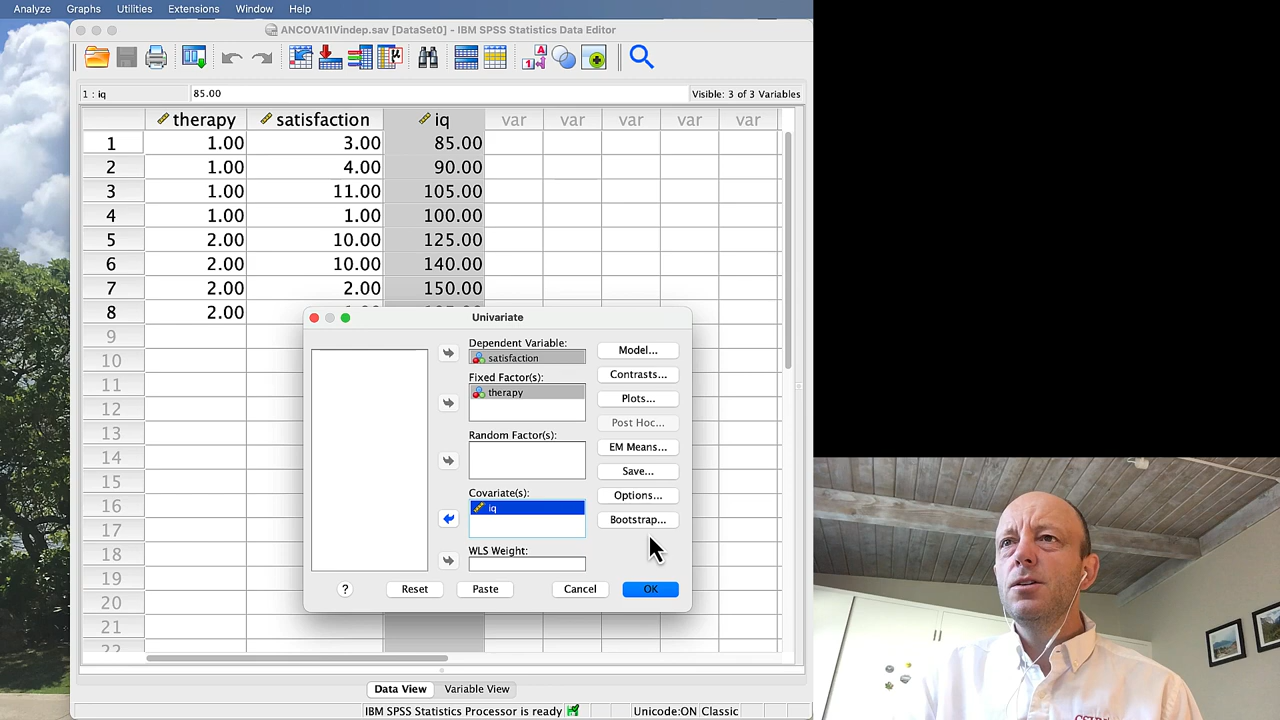 Analyze Graphs Utilities Extensions Window Help
ANCOVA1IVindep.sav [DataSet0] - IBM SPSS Statistics Data Editor
1 : iq 85.00 Visible: 3 of 3 Variables
therapy satisfaction iq var var var var var
1 1.00 3.00 85.00
2 1.00 4.00 90.00
3 1.00 11.00 105.00
4 1.00 1.00 100.00
5 2.00 10.00 125.00
6 2.00 10.00 140.00
7 2.00 2.00 150.00
8 2.00
9
10
11
12
13
14
15
16
17
18
19
20
21
22
Univariate
Dependent Variable:
satisfaction
Fixed Factor(s):
therapy
Random Factor(s):
Covariate(s):
iq
WLS Weight:
Model...
Contrasts...
Plots...
Post Hoc...
EM Means...
Save...
Options...
Bootstrap...
? Reset Paste Cancel OK
Data View Variable View
IBM SPSS Statistics Processor is ready Unicode:ON Classic